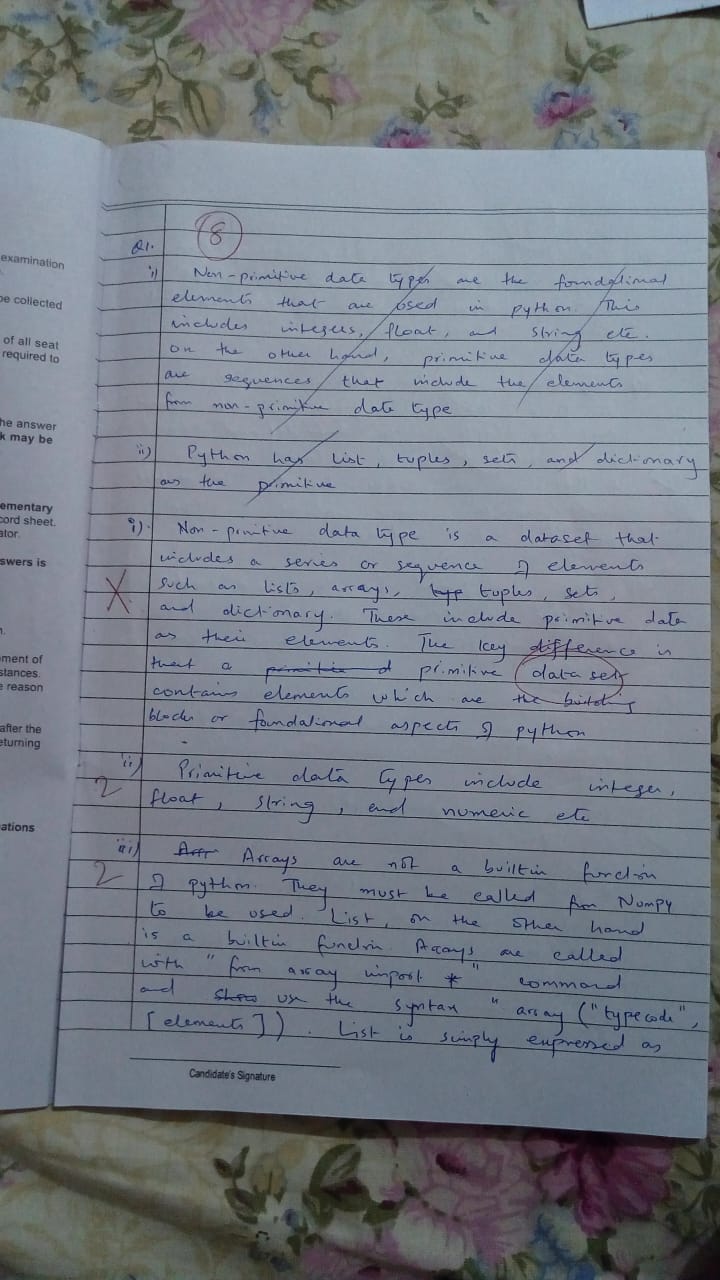 examination
be collected
of all seat
required to
he answer
k may be
ementary
cord sheet.
ator.
swers is
ment of
stances.
e reason
after the
eturning
ations
8
Q1.
i) Non-primitive data types are the foundational
elements that are used in python. This
includes integers, float, and string etc.
on the other hand, primitive data types
are sequences that include the elements
from non-primitive data type
ii) Python has list, tuples, sets, and dictionary
as the primitive
i). Non-primitive data type is a dataset that
includes a series or sequence of elements
X such as lists, arrays, typ tuples, sets,
and dictionary. These include primitive data
as their elements. The key difference is
that a primitive d primitive data set
contains elements which are the building
blocks or foundational aspects of python
ii) Primitive data types include integer,
2 float, string, and numeric etc
iii) Arr Arrays are not a builtin function
2 of python. They must be called from NumPy
to be used. List, on the other hand
is a builtin function. Arrays are called
with "from array import *" command
and use the syntax "array ("typecode",
[elements]). List is simply expressed as
Candidate's Signature